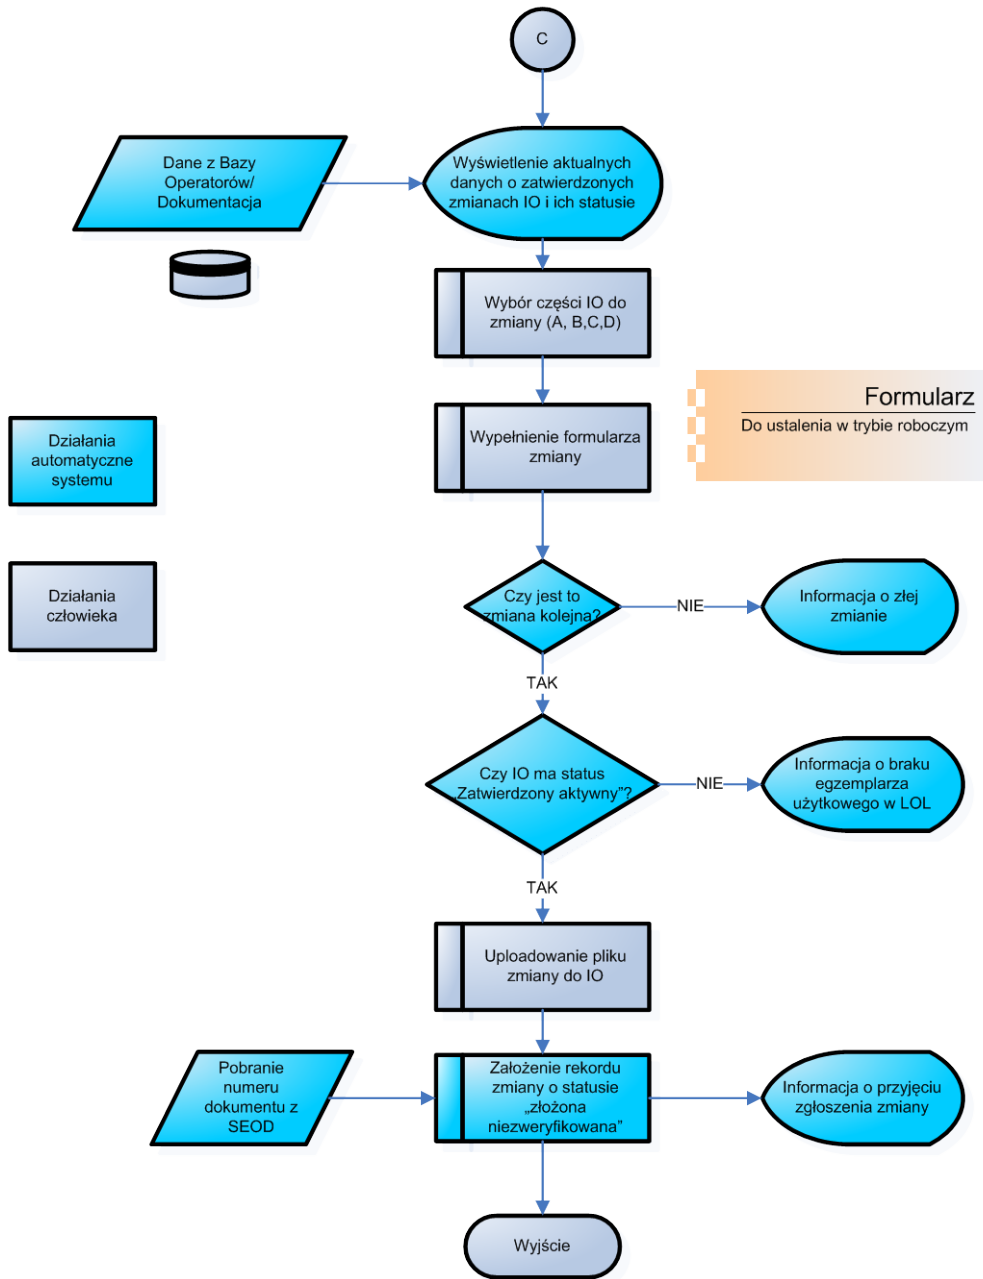 C
Dane z Bazy
Operatorów/
Dokumentacja
Wyświetlenie aktualnych
danych o zatwierdzonych
zmianach IO i ich statusie
Wybór części IO do
zmiany (A, B,C,D)
Formularz
Do ustalenia w trybie roboczym
Wypełnienie formularza
zmiany
Działania
automatyczne
systemu
Działania
człowieka
Czy jest to
zmiana kolejna?
NIE
Informacja o złej
zmianie
TAK
Czy IO ma status
„Zatwierdzony aktywny”?
NIE
Informacja o braku
egzemplarza
użytkowego w LOL
TAK
Uploadowanie pliku
zmiany do IO
Pobranie
numeru
dokumentu z
SEOD
Założenie rekordu
zmiany o statusie
„złożona
niezweryfikowana”
Informacja o przyjęciu
zgłoszenia zmiany
Wyjście